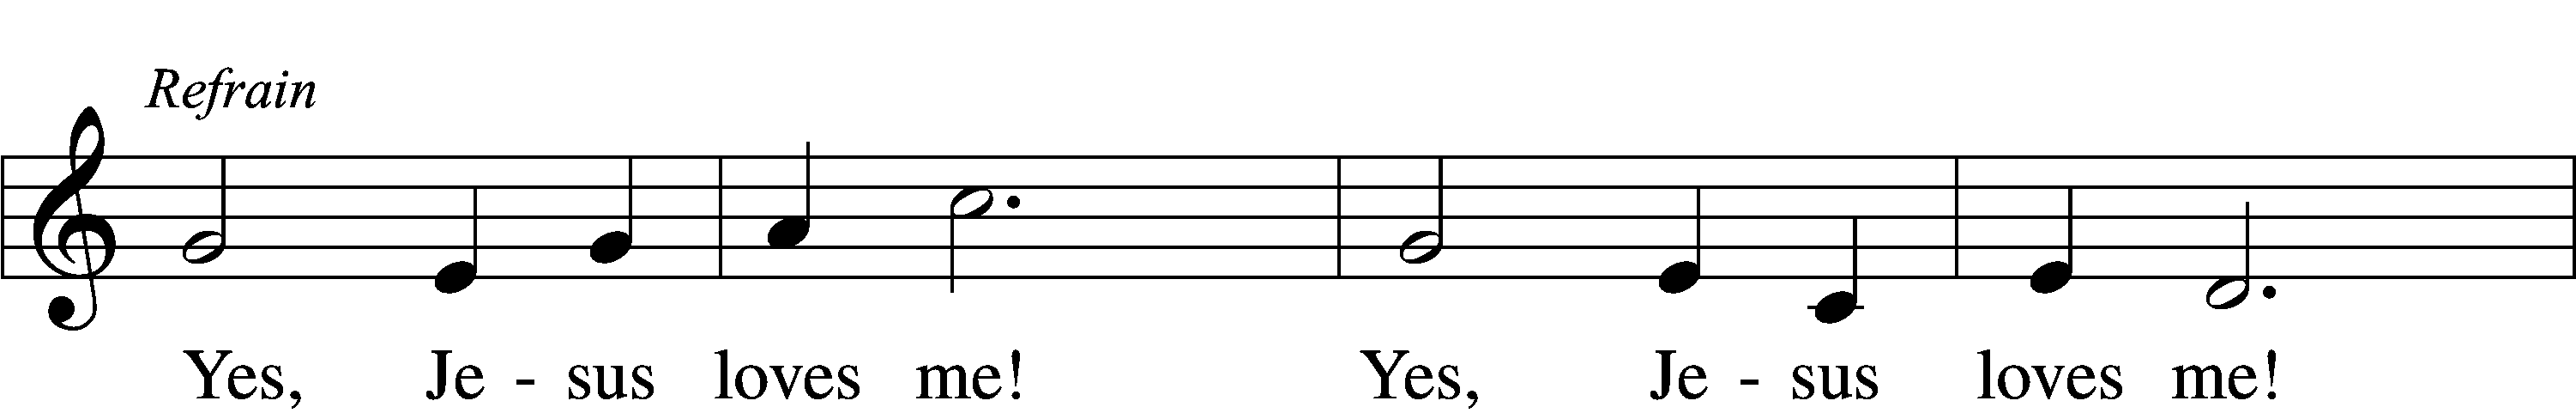 Refrain
Yes, Je - sus loves me! Yes, Je - sus loves me!